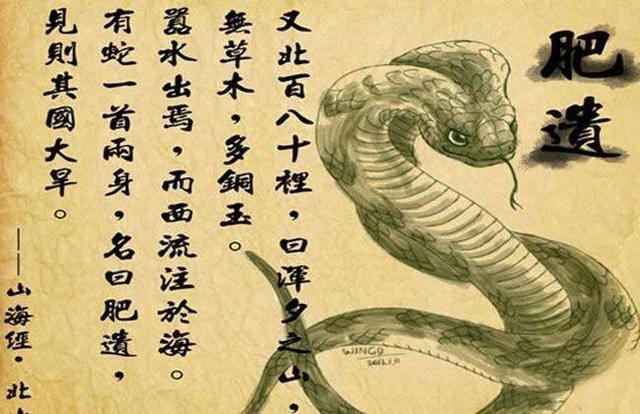 肥遺
又北百八十裡，曰渾夕之山，
無草木，多銅玉。
囂水出焉，而西流注於海。
有蛇一首兩身，名曰肥遺，
見則其國大旱。
——山海經·北
WINGD